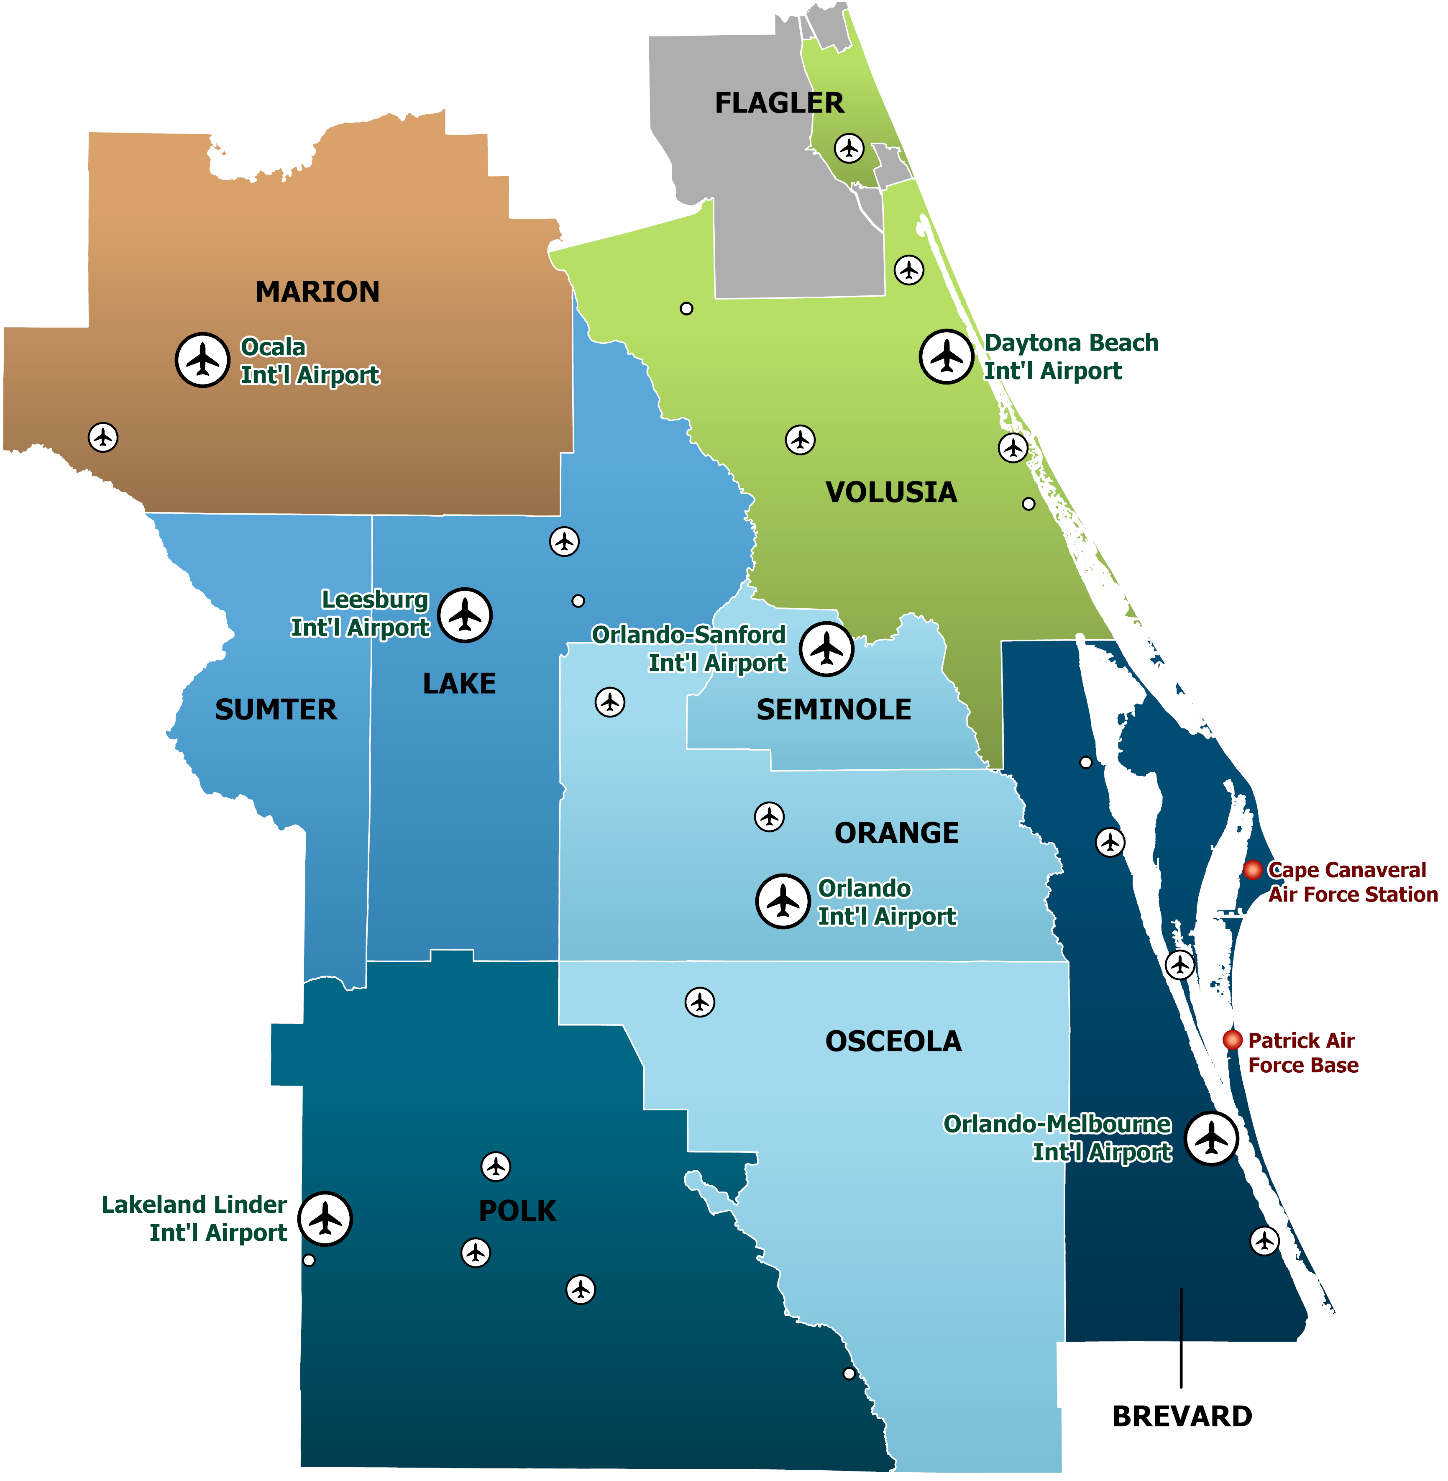 FLAGLER
MARION
Ocala
Int'l Airport
Daytona Beach
Int'l Airport
VOLUSIA
Leesburg
Int'l Airport
Orlando-Sanford
Int'l Airport
LAKE
SUMTER
SEMINOLE
ORANGE
Orlando
Int'l Airport
Cape Canaveral
Air Force Station
OSCEOLA
Patrick Air
Force Base
Orlando-Melbourne
Int'l Airport
Lakeland Linder
Int'l Airport
POLK
BREVARD